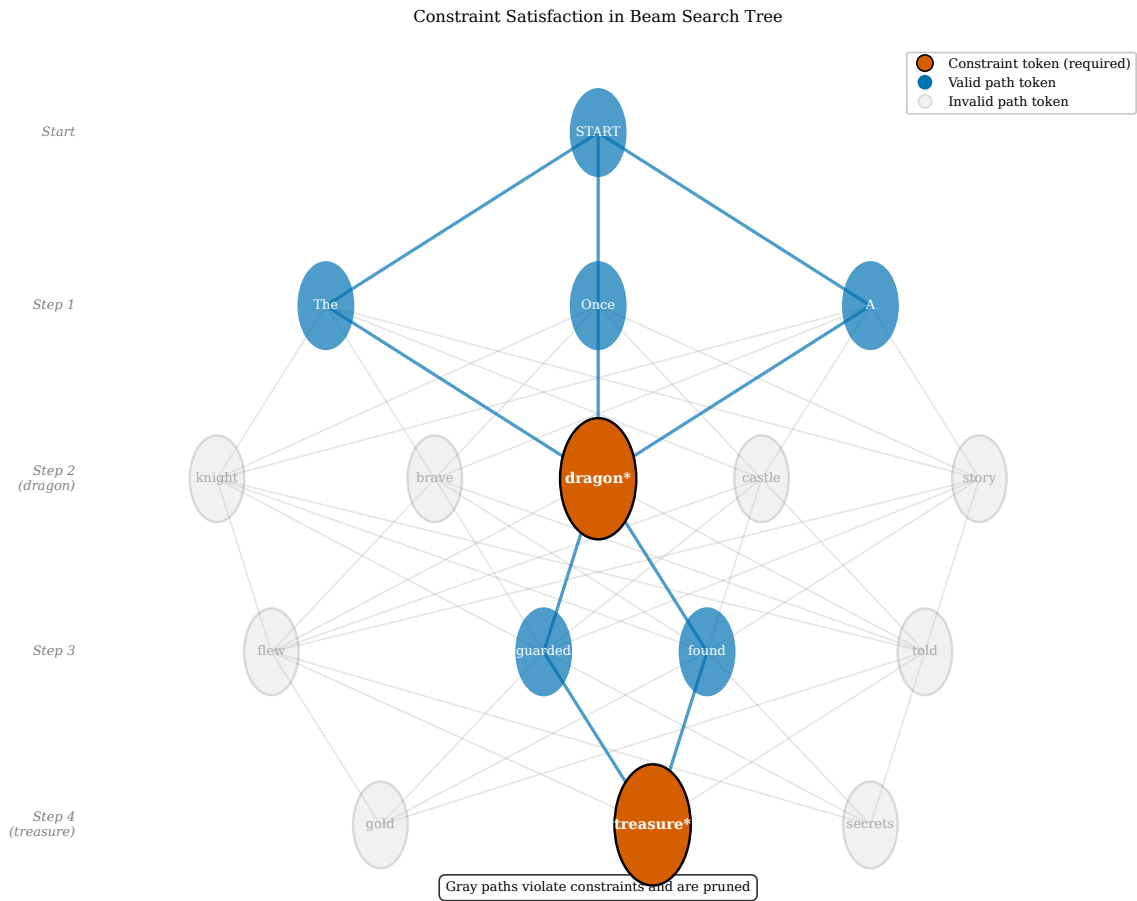 Constraint Satisfaction in Beam Search Tree
Constraint token (required)
Valid path token
Invalid path token
Start
START
Step 1
The
Once
A
Step 2
(dragon)
knight
brave
dragon*
castle
story
Step 3
flew
guarded
found
told
Step 4
(treasure)
gold
treasure*
secrets
Gray paths violate constraints and are pruned